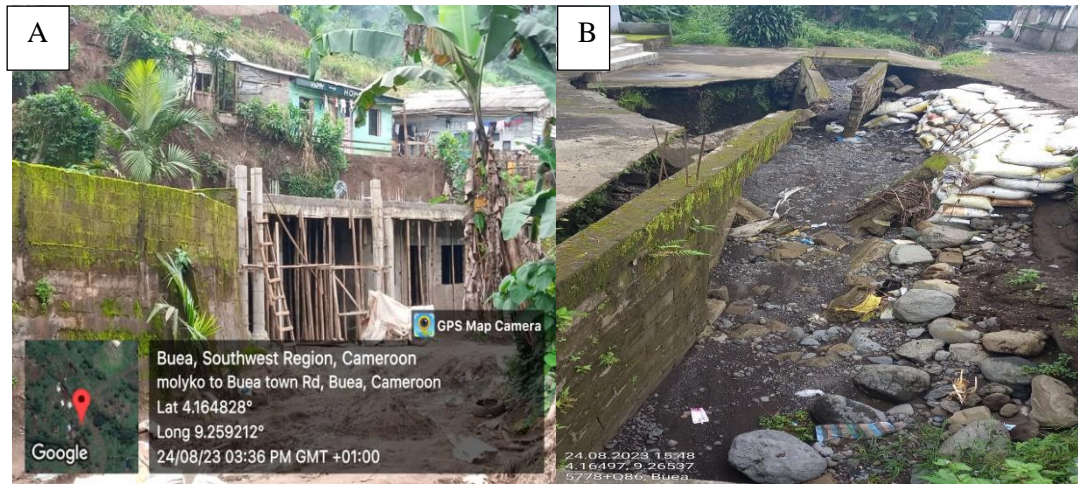 A
HAPPY HOM
GPS Map Camera
Buea, Southwest Region, Cameroon
molyko to Buea town Rd, Buea, Cameroon
Lat 4.164828°
Long 9.259212°
24/08/23 03:36 PM GMT +01:00
Google
B
24.08.2023 15:48
4.16497, 9.26537
5778+Q86, Buea